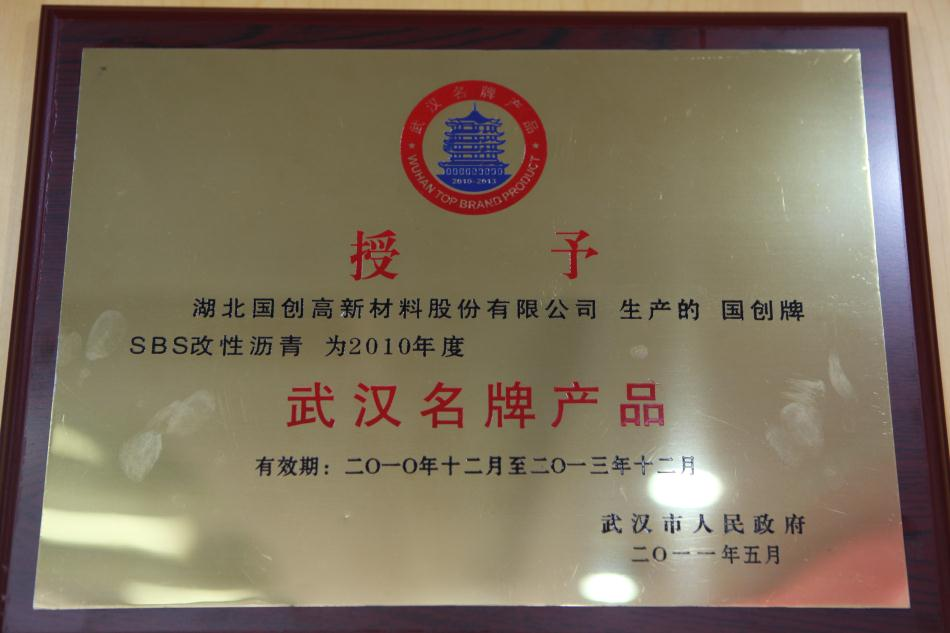 武汉名牌产品
2010-2013
WUHAN TOP BRAND PRODUCT
授 予
湖北国创高新材料股份有限公司 生产的 国创牌
SBS改性沥青 为2010年度
武汉名牌产品
有效期：二〇一〇年十二月至二〇一三年十二月
武汉市人民政府
二〇一一年五月